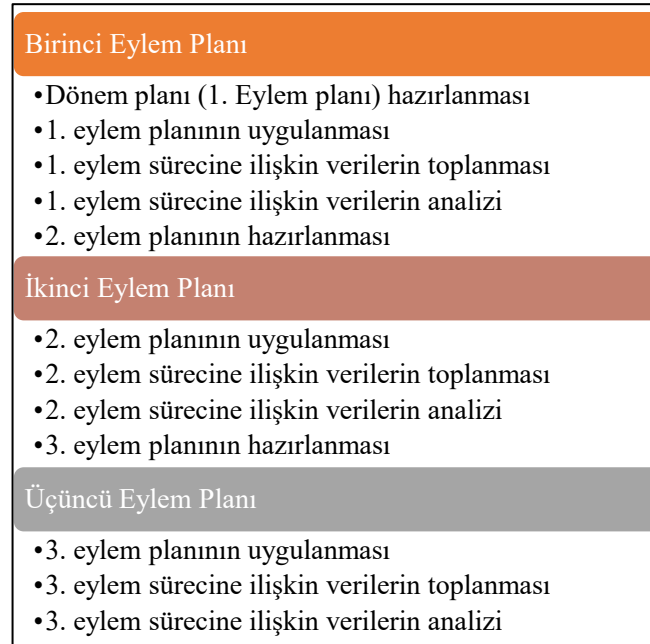 Birinci Eylem Planı
•Dönem planı (1. Eylem planı) hazırlanması
•1. eylem planının uygulanması
•1. eylem sürecine ilişkin verilerin toplanması
•1. eylem sürecine ilişkin verilerin analizi
•2. eylem planının hazırlanması
İkinci Eylem Planı
•2. eylem planının uygulanması
•2. eylem sürecine ilişkin verilerin toplanması
•2. eylem sürecine ilişkin verilerin analizi
•3. eylem planının hazırlanması
Üçüncü Eylem Planı
•3. eylem planının uygulanması
•3. eylem sürecine ilişkin verilerin toplanması
•3. eylem sürecine ilişkin verilerin analizi